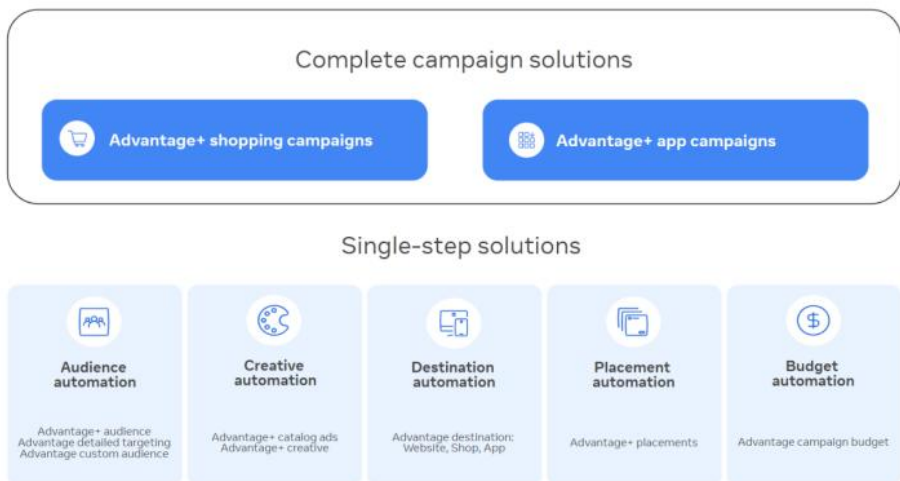 Complete campaign solutions
Advantage+ shopping campaigns
Advantage+ app campaigns
Single-step solutions
Audience
automation
Advantage+ audience
Advantage detailed targeting
Advantage custom audience
Creative
automation
Advantage+ catalog ads
Advantage+ creative
Destination
automation
Advantage destination:
Website, Shop, App
Placement
automation
Advantage+ placements
Budget
automation
Advantage campaign budget